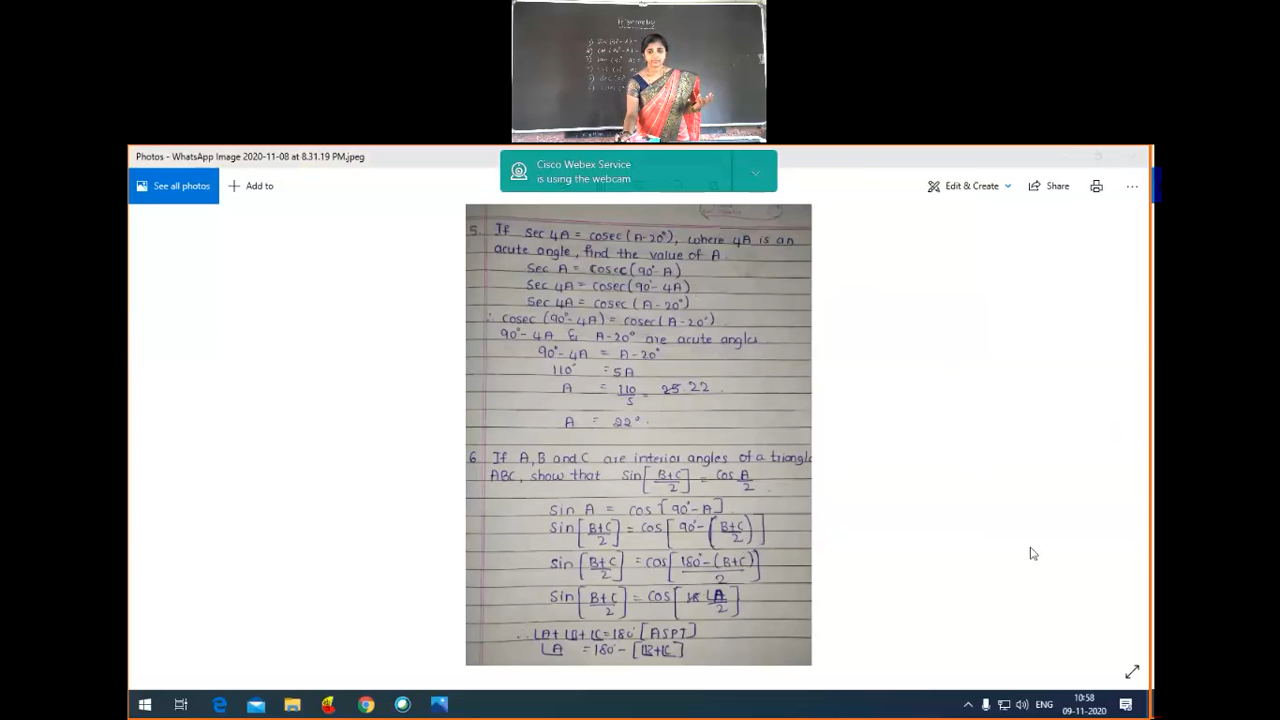 Trigonometry
Photos - WhatsApp Image 2020-11-08 at 8.31.19 PM.jpeg
Cisco Webex Service
is using the webcam
See all photos
Add to
Edit & Create
Share
5. If Sec 4A = cosec (A-20°), where 4A is an
acute angle, find the value of A.
Sec A = cosec (90°-A)
Sec 4A = cosec (90°-4A)
Sec 4A = cosec (A-20°)
∴ cosec (90°-4A) = cosec (A-20°)
90°-4A & A-20° are acute angles
90°-4A = A-20°
110° = 5A
A = 110/5 = 25 22
A = 22°.
6. If A, B and C are interior angles of a triangle
ABC, show that Sin[B+C/2] = cos A/2
Sin A = cos [90°-A]
Sin[B+C/2] = cos[90°-(B+C/2)]
Sin[B+C/2] = cos[180°-(B+C)/2]
Sin[B+C/2] = cos[∠A/2]
∴ ∠A+∠B+∠C=180° [ASPT]
∠A = 180°-[∠B+∠C]
ENG
10:58
09-11-2020